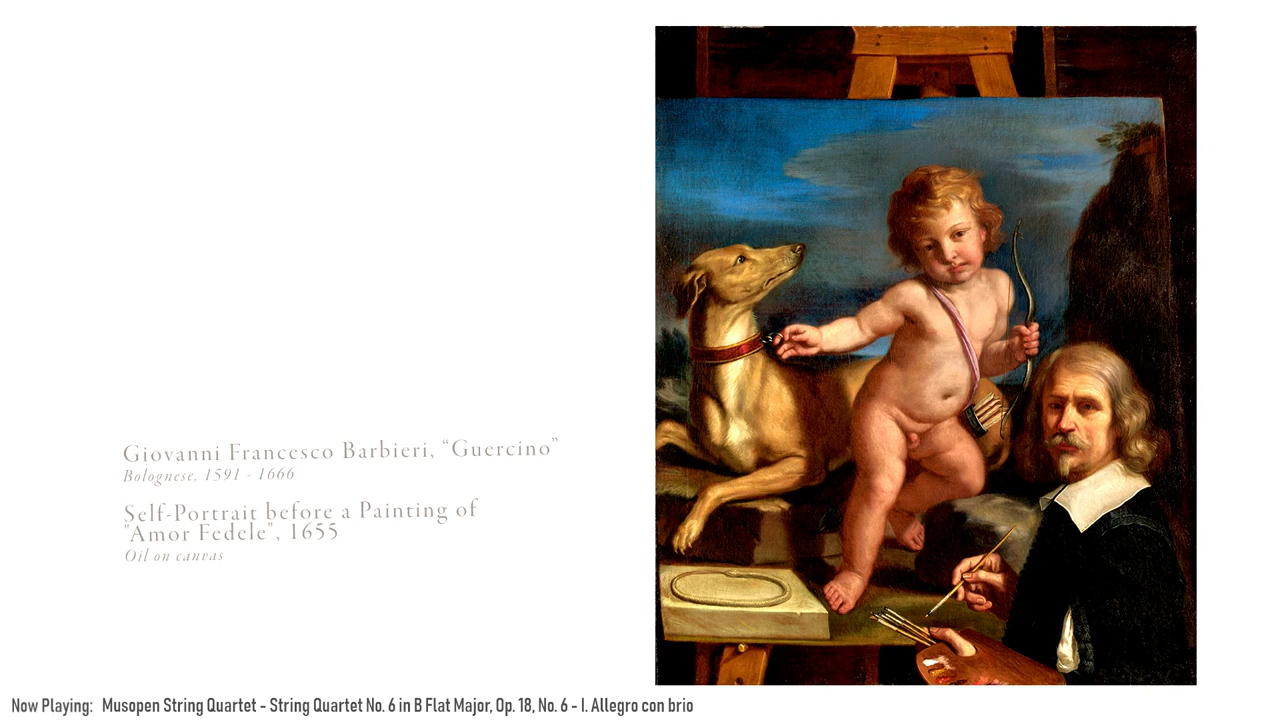 Giovanni Francesco Barbieri, “Guercino”
Bolognese, 1591 - 1666
Self-Portrait before a Painting of
"Amor Fedele", 1655
Oil on canvas
Now Playing: Musopen String Quartet - String Quartet No. 6 in B Flat Major, Op. 18, No. 6 - I. Allegro con brio